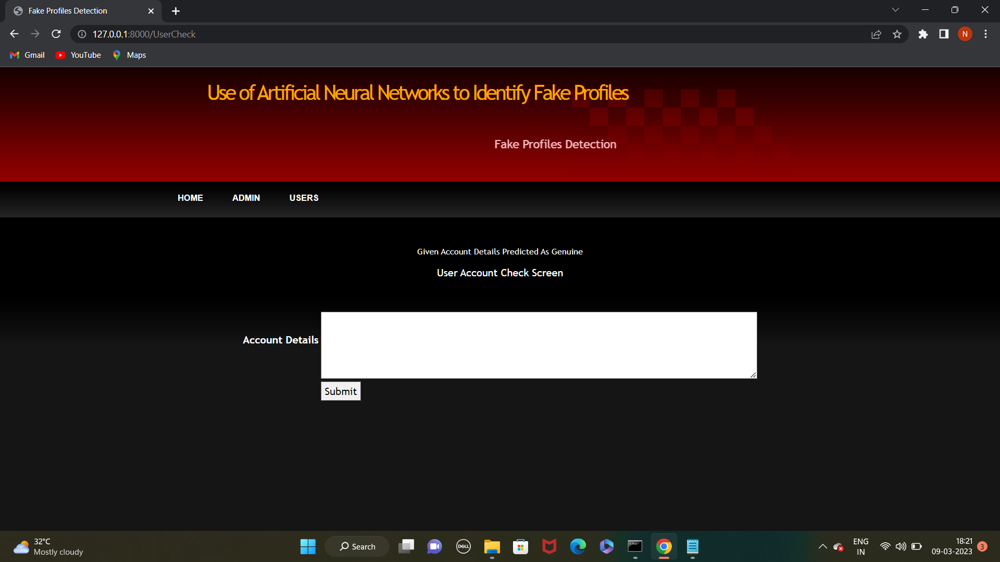 Fake Profiles Detection
127.0.0.1:8000/UserCheck
N
Gmail YouTube Maps
Use of Artificial Neural Networks to Identify Fake Profiles
Fake Profiles Detection
HOME ADMIN USERS
Given Account Details Predicted As Genuine
User Account Check Screen
Account Details
Submit
32°C
Mostly cloudy
Search
DELL
ENG
IN
18:21
09-03-2023
3